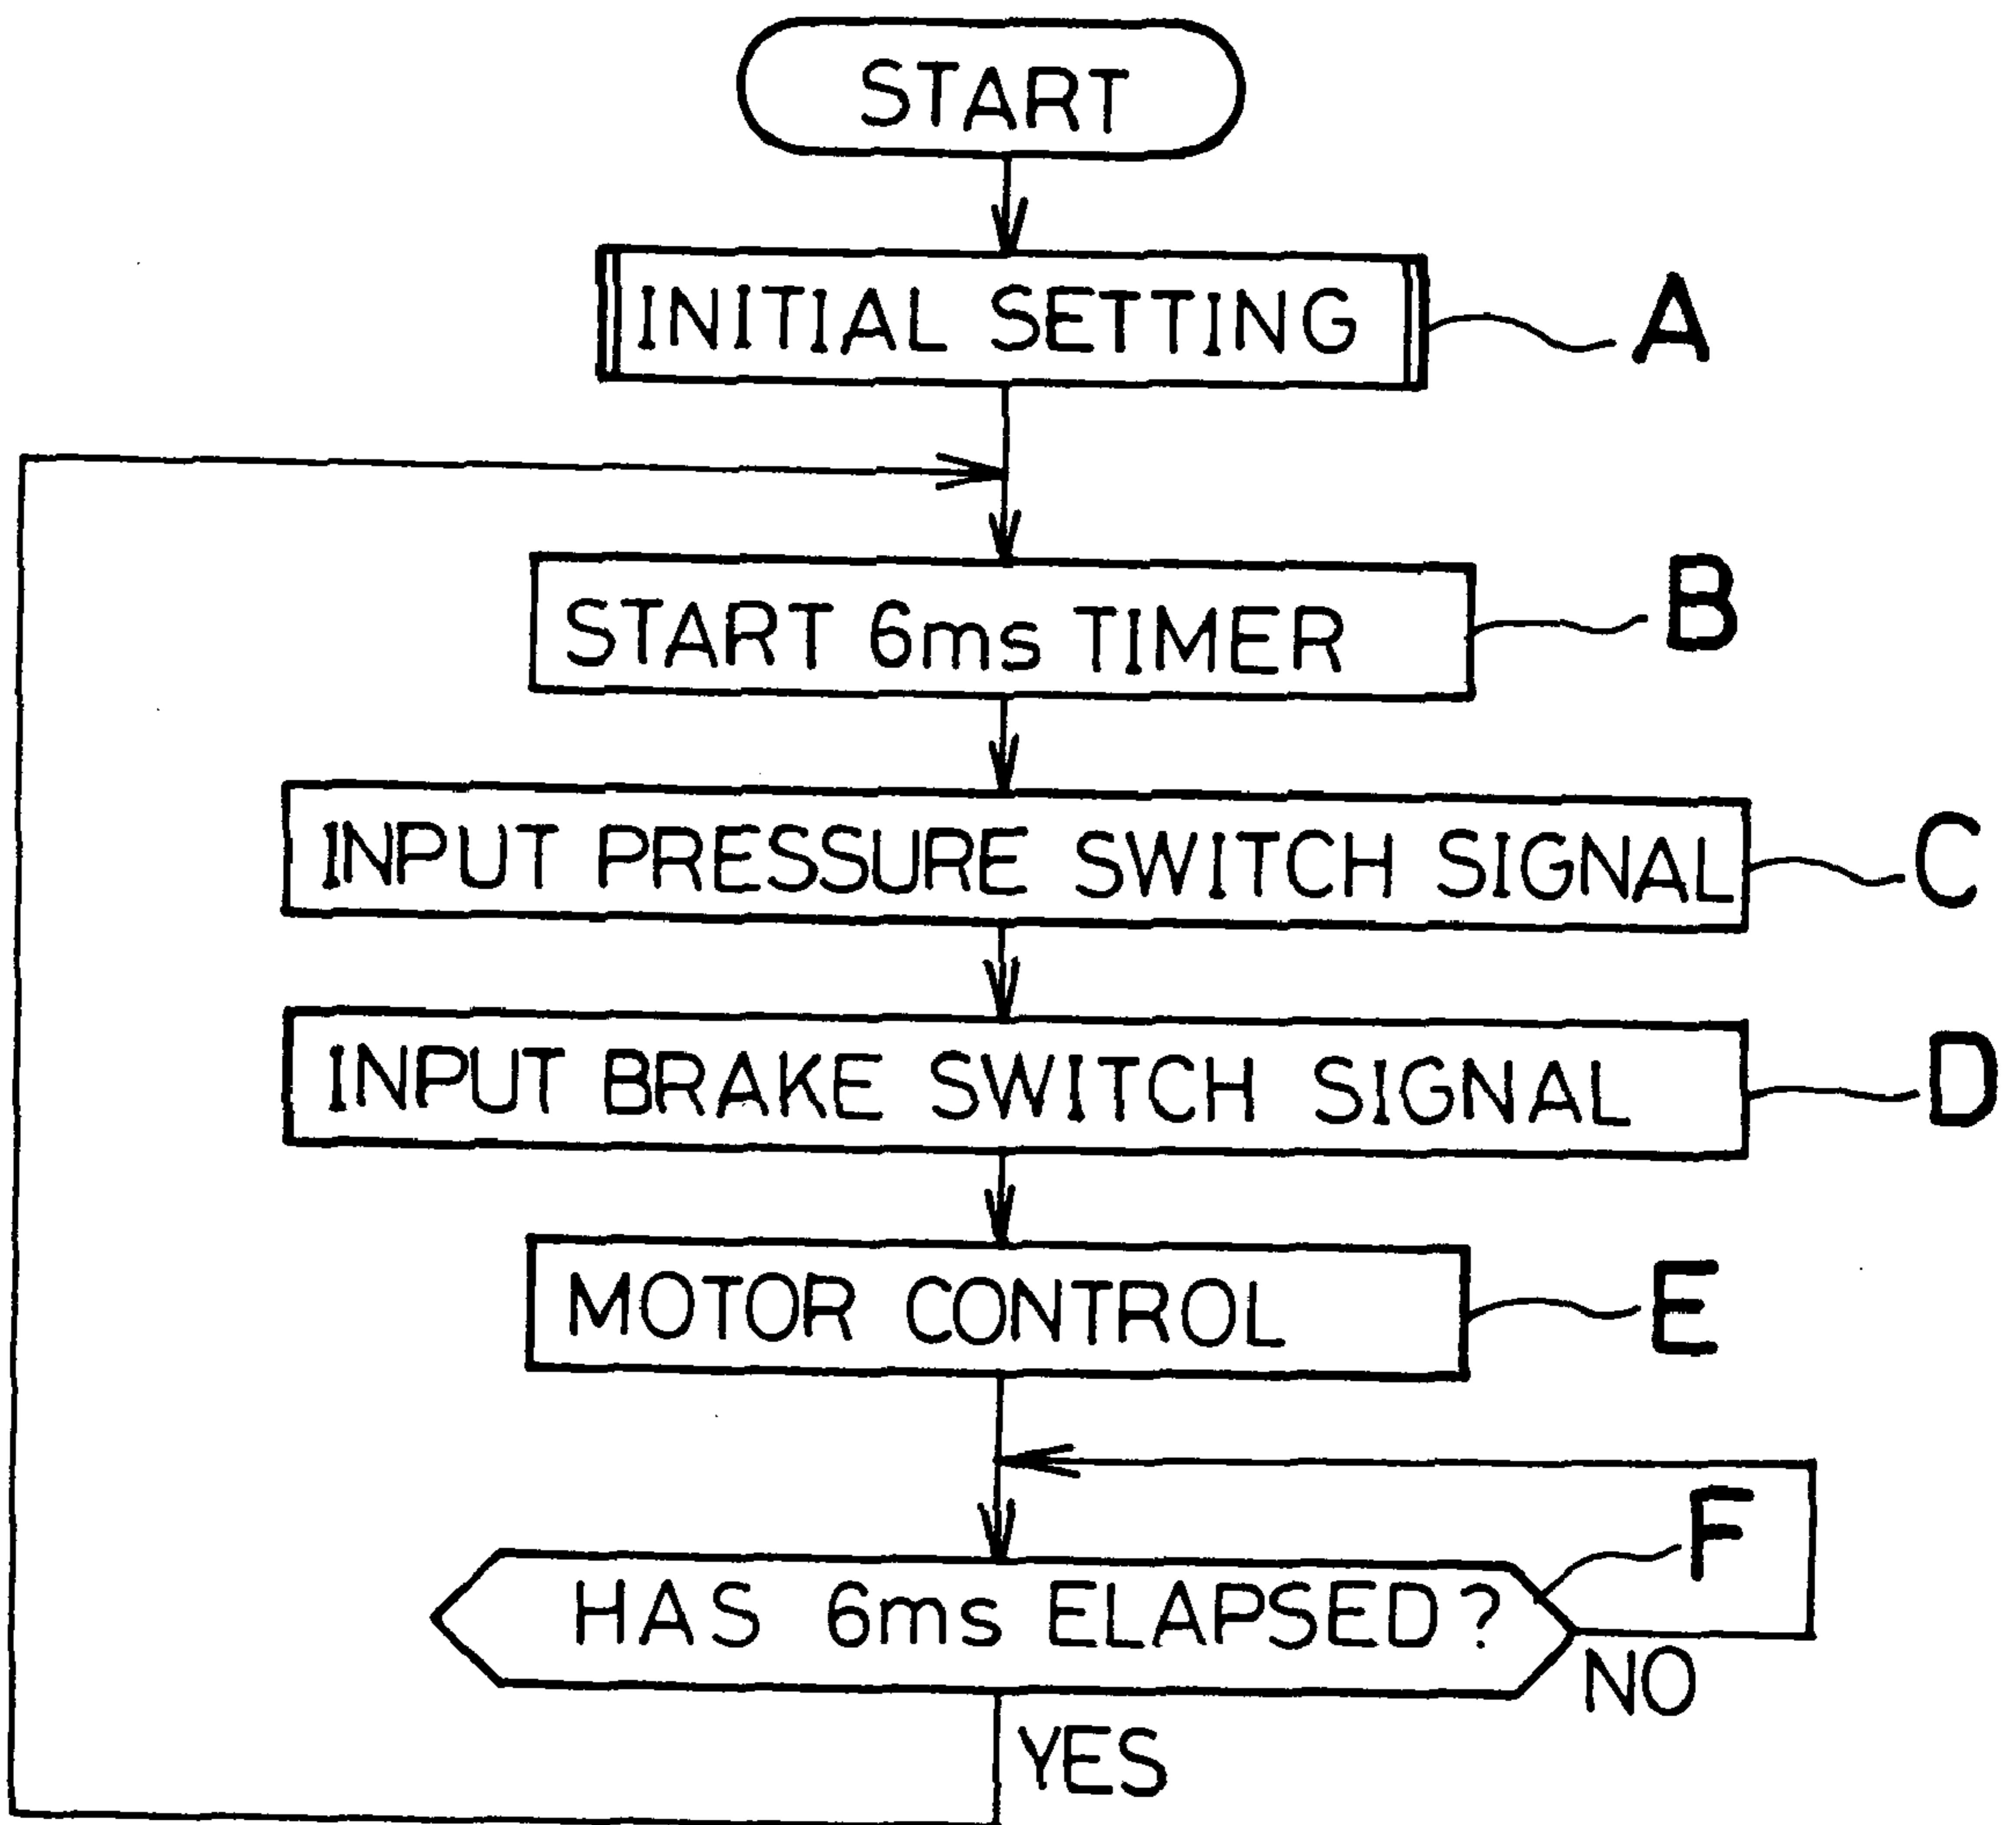 START
INITIAL SETTING
A
START 6ms TIMER
B
INPUT PRESSURE SWITCH SIGNAL
C
INPUT BRAKE SWITCH SIGNAL
D
MOTOR CONTROL
E
F
HAS 6ms ELAPSED?
NO
YES